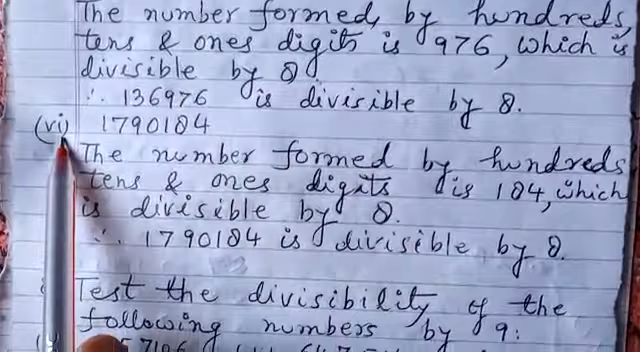 The number formed, by hundreds,
tens & ones digits is 976, which is
divisible by 8
∴ 136976 is divisible by 8.
(vi) 1790184
The number formed by hundreds
tens & ones digits is 184, which
is divisible by 8.
∴ 1790184 is divisible by 8.
Test the divisibility of the
following numbers by 9: